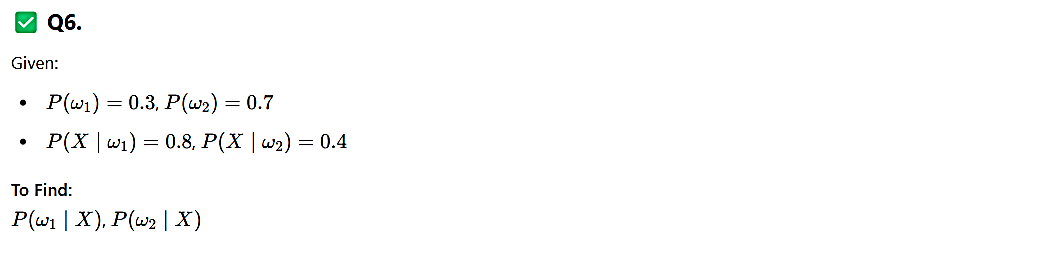 ✅ Q6.
Given:
• P(ω₁) = 0.3, P(ω₂) = 0.7
• P(X | ω₁) = 0.8, P(X | ω₂) = 0.4
To Find:
P(ω₁ | X), P(ω₂ | X)